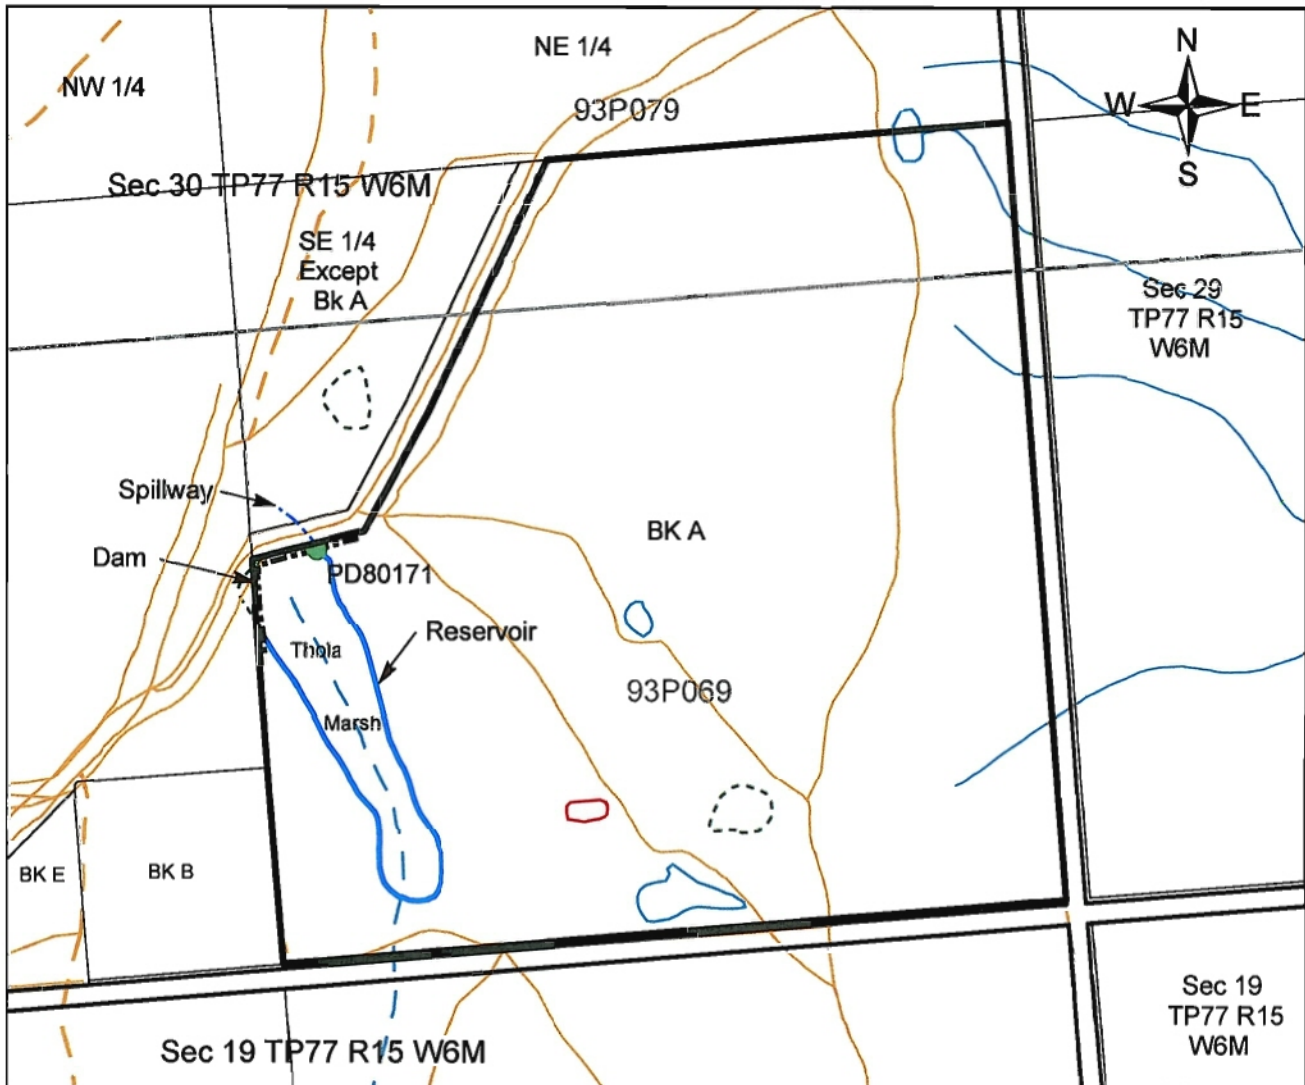 NE 1/4
N
NW 1/4
93P079
W
E
S
Sec 30 TP77 R15 W6M
SE 1/4
Except
Bk A
Sec 29
TP77 R15
W6M
Spillway
BK A
Dam
PD80171
Reservoir
Thola
93P069
Marsh
BK E
BK B
Sec 19
TP77 R15
W6M
Sec 19 TP77 R15 W6M